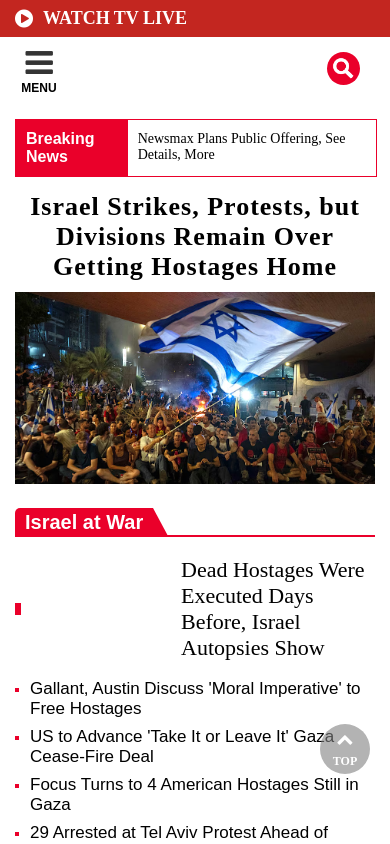 WATCH TV LIVE
MENU
Breaking
News
Newsmax Plans Public Offering, See
Details, More
Israel Strikes, Protests, but
Divisions Remain Over
Getting Hostages Home
Israel at War
Dead Hostages Were
Executed Days
Before, Israel
Autopsies Show
Gallant, Austin Discuss 'Moral Imperative' to
Free Hostages
US to Advance 'Take It or Leave It' Gaza
Cease-Fire Deal
TOP
Focus Turns to 4 American Hostages Still in
Gaza
29 Arrested at Tel Aviv Protest Ahead of